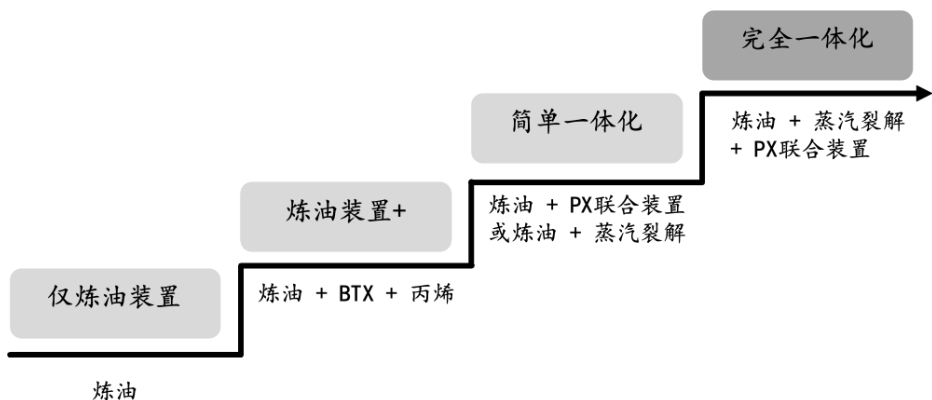 完全一体化
炼油 + 蒸汽裂解
+ PX联合装置
简单一体化
炼油 + PX联合装置
或炼油 + 蒸汽裂解
炼油装置+
炼油 + BTX + 丙烯
仅炼油装置
炼油